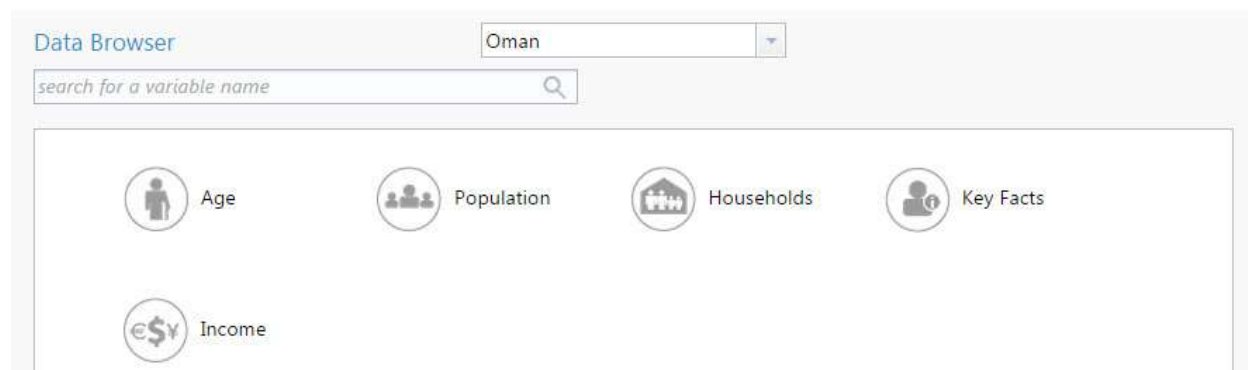 Data Browser
Oman
search for a variable name
Age
Population
Households
Key Facts
€$¥
Income